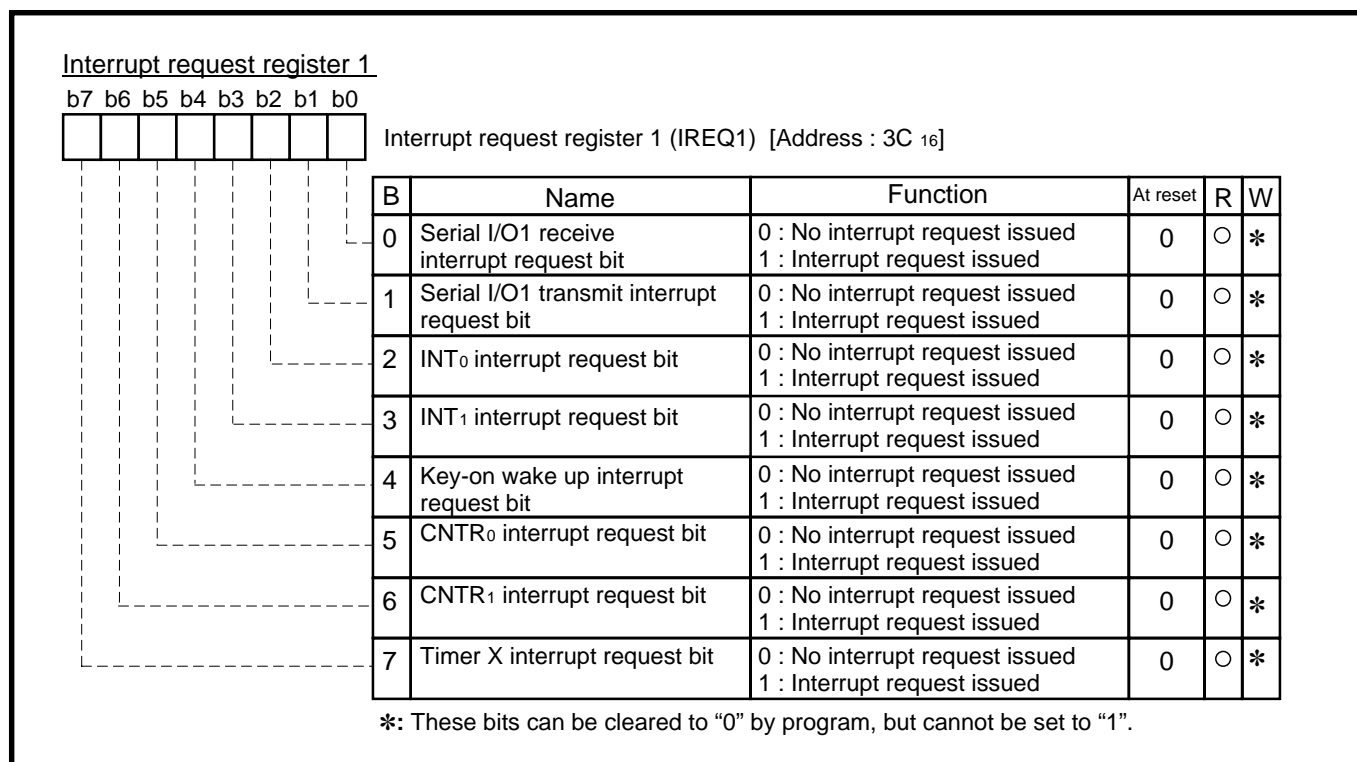 Interrupt request register 1
b7 b6 b5 b4 b3 b2 b1 b0
Interrupt request register 1 (IREQ1) [Address : 3C 16]
B Name Function At reset R W
0 Serial I/O1 receive interrupt request bit 0 : No interrupt request issued 0 ○ ✻
1 : Interrupt request issued
1 Serial I/O1 transmit interrupt request bit 0 : No interrupt request issued 0 ○ ✻
1 : Interrupt request issued
2 INT0 interrupt request bit 0 : No interrupt request issued 0 ○ ✻
1 : Interrupt request issued
3 INT1 interrupt request bit 0 : No interrupt request issued 0 ○ ✻
1 : Interrupt request issued
4 Key-on wake up interrupt request bit 0 : No interrupt request issued 0 ○ ✻
1 : Interrupt request issued
5 CNTR0 interrupt request bit 0 : No interrupt request issued 0 ○ ✻
1 : Interrupt request issued
6 CNTR1 interrupt request bit 0 : No interrupt request issued 0 ○ ✻
1 : Interrupt request issued
7 Timer X interrupt request bit 0 : No interrupt request issued 0 ○ ✻
1 : Interrupt request issued
✻: These bits can be cleared to “0” by program, but cannot be set to “1”.